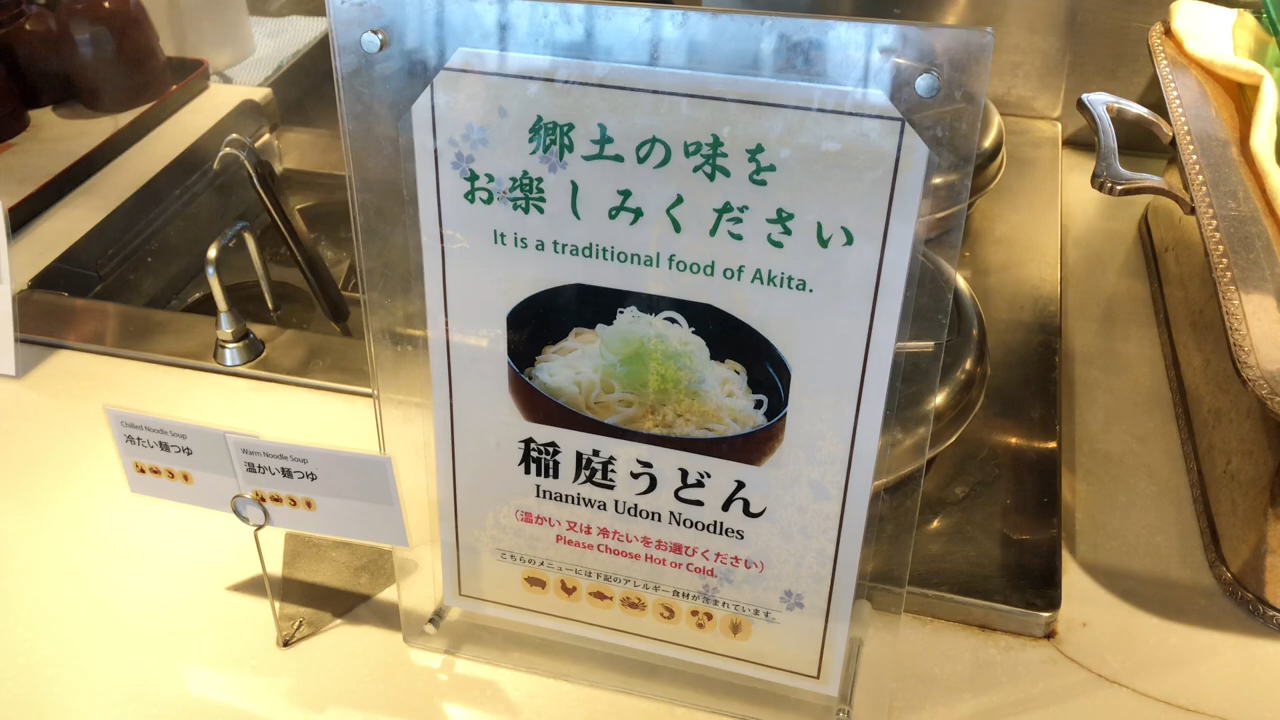 郷土の味を
お楽しみください
It is a traditional food of Akita.
稲庭うどん
Inaniwa Udon Noodles
(温かい 又は 冷たいをお選びください)
Please Choose Hot or Cold.
こちらのメニューには下記のアレルギー食材が含まれています。
Chilled Noodle Soup
冷たい麺つゆ
Warm Noodle Soup
温かい麺つゆ